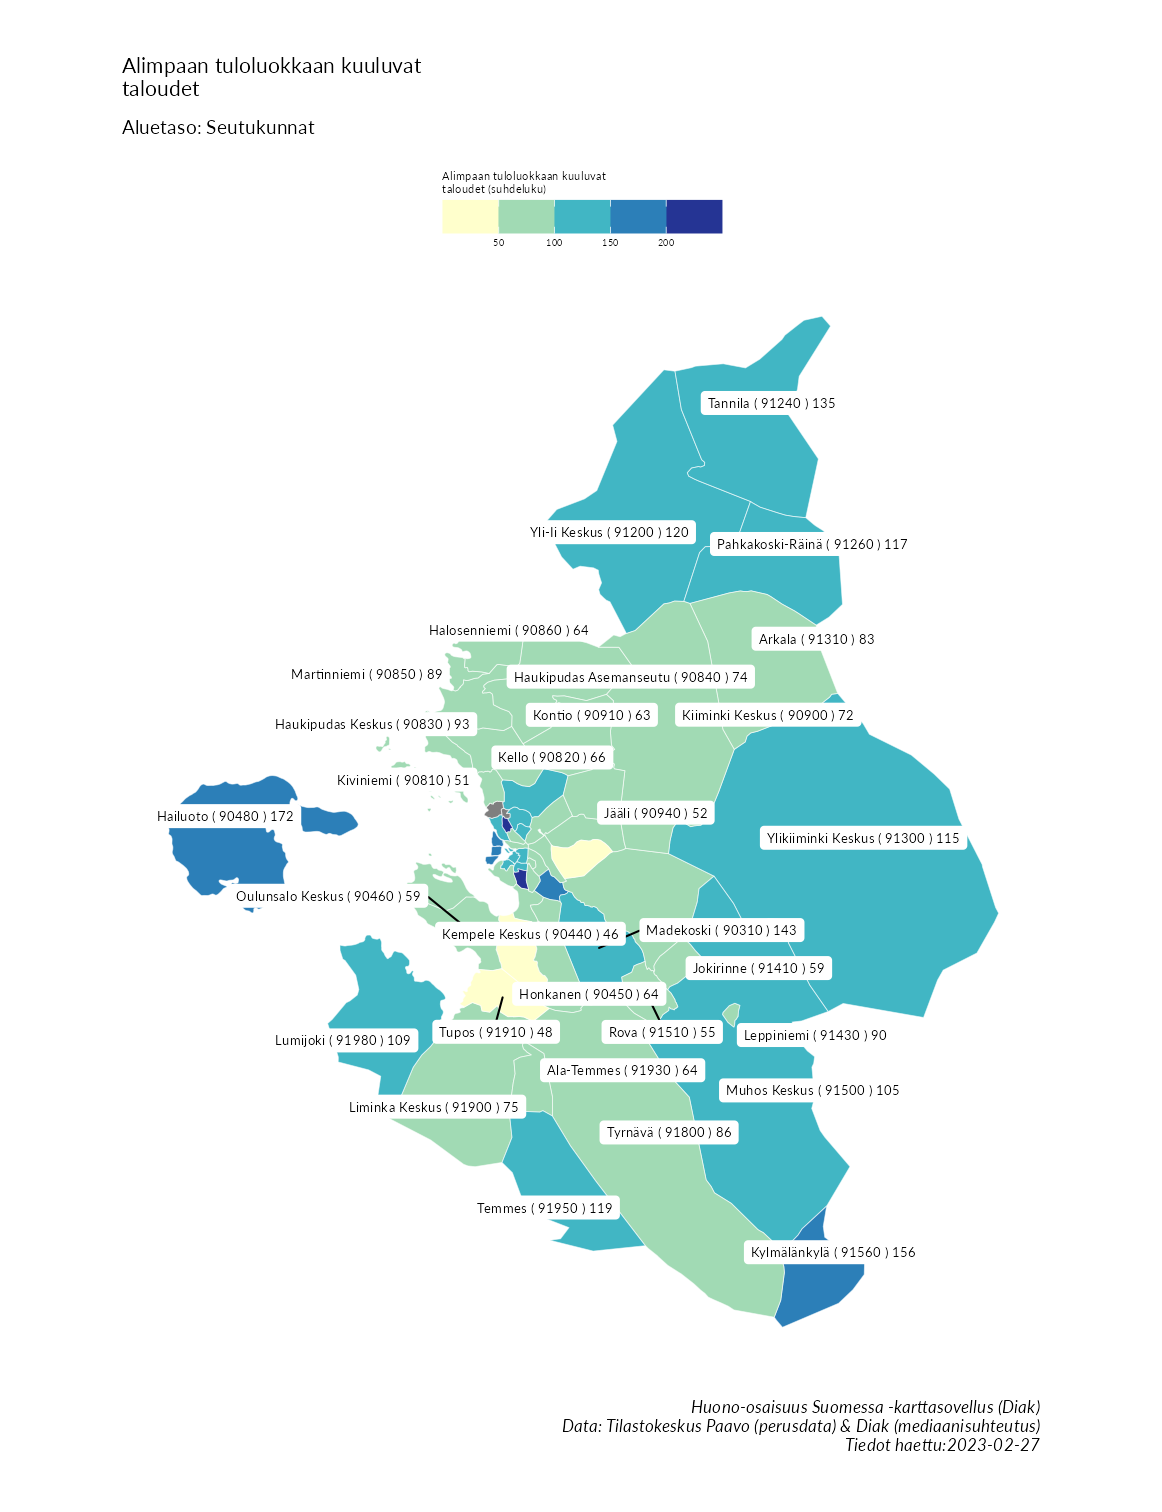 Alimpaan tuloluokkaan kuuluvat
taloudet
Aluetaso: Seutukunnat
Alimpaan tuloluokkaan kuuluvat
taloudet (suhdeluku)
50 100 150 200
Tannila ( 91240 ) 135
Yli-Ii Keskus ( 91200 ) 120
Pahkakoski-Räinä ( 91260 ) 117
Halosenniemi ( 90860 ) 64
Arkala ( 91310 ) 83
Martinniemi ( 90850 ) 89
Haukipudas Asemanseutu ( 90840 ) 74
Haukipudas Keskus ( 90830 ) 93
Kontio ( 90910 ) 63
Kiiminki Keskus ( 90900 ) 72
Kello ( 90820 ) 66
Kiviniemi ( 90810 ) 51
Hailuoto ( 90480 ) 172
Jääli ( 90940 ) 52
Ylikiiminki Keskus ( 91300 ) 115
Oulunsalo Keskus ( 90460 ) 59
Kempele Keskus ( 90440 ) 46
Madekoski ( 90310 ) 143
Jokirinne ( 91410 ) 59
Honkanen ( 90450 ) 64
Lumijoki ( 91980 ) 109
Tupos ( 91910 ) 48
Rova ( 91510 ) 55
Leppiniemi ( 91430 ) 90
Ala-Temmes ( 91930 ) 64
Muhos Keskus ( 91500 ) 105
Liminka Keskus ( 91900 ) 75
Tyrnävä ( 91800 ) 86
Temmes ( 91950 ) 119
Kylmälänkylä ( 91560 ) 156
Huono-osaisuus Suomessa -karttasovellus (Diak)
Data: Tilastokeskus Paavo (perusdata) & Diak (mediaanisuhteutus)
Tiedot haettu:2023-02-27